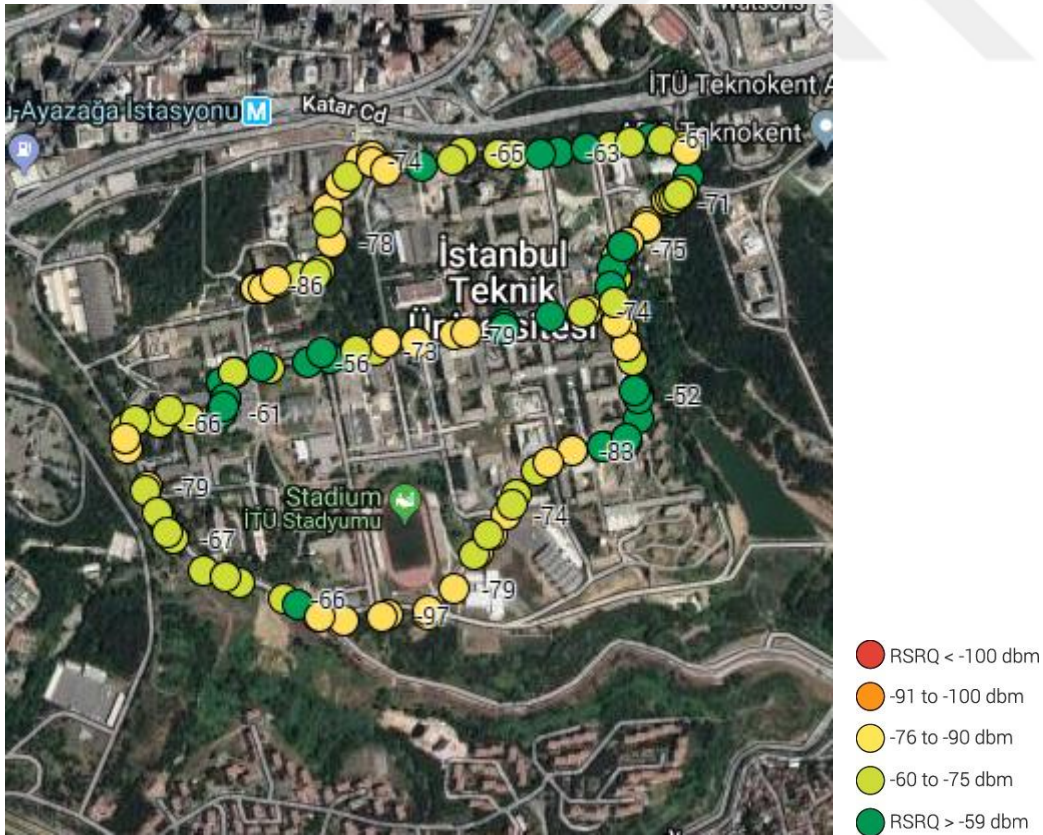 Watsons
İTÜ Teknokent A
ü-Ayazağa İstasyonu M
Katar Cd
Teknokent
-61
-74
-65
-63
-71
-78
-75
İstanbul
Teknik
Üniversitesi
-86
-74
-79
-56
-73
-52
-66
-61
-83
-79
Stadium
İTÜ Stadyumu
-74
-67
-79
-66
-97
RSRQ < -100 dbm
-91 to -100 dbm
-76 to -90 dbm
-60 to -75 dbm
RSRQ > -59 dbm